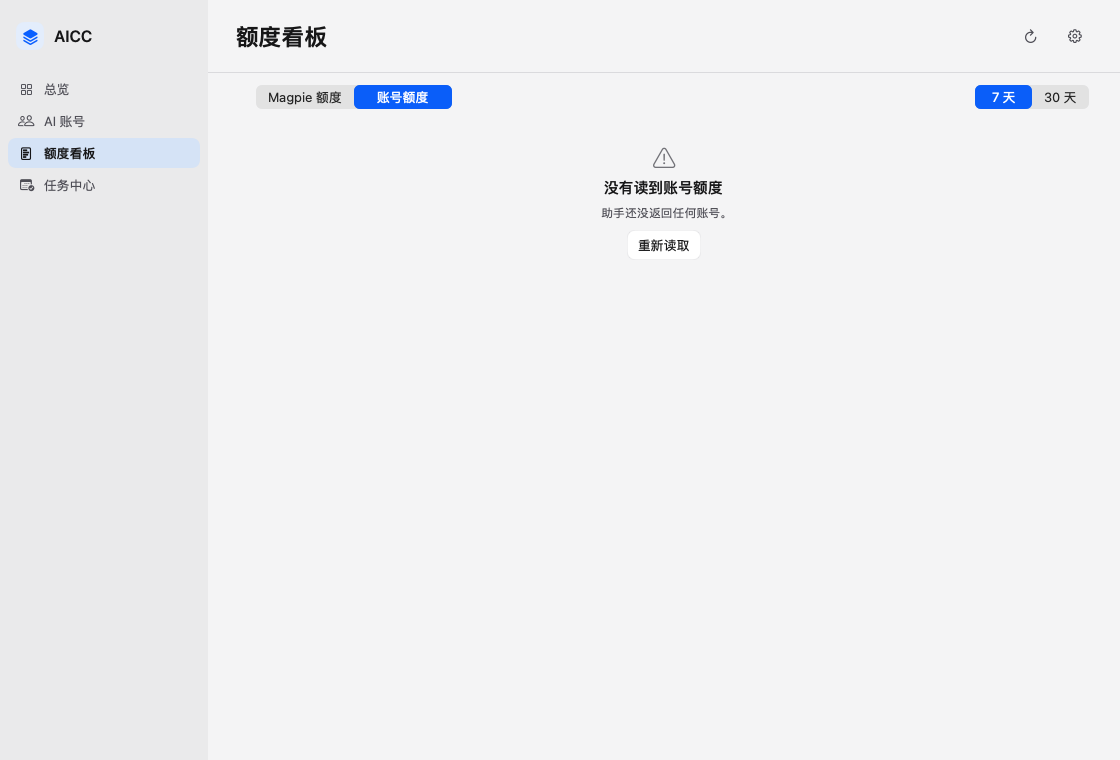 AICC
总览
AI 账号
额度看板
任务中心
额度看板
Magpie 额度
账号额度
7 天
30 天
没有读到账号额度
助手还没返回任何账号。
重新读取